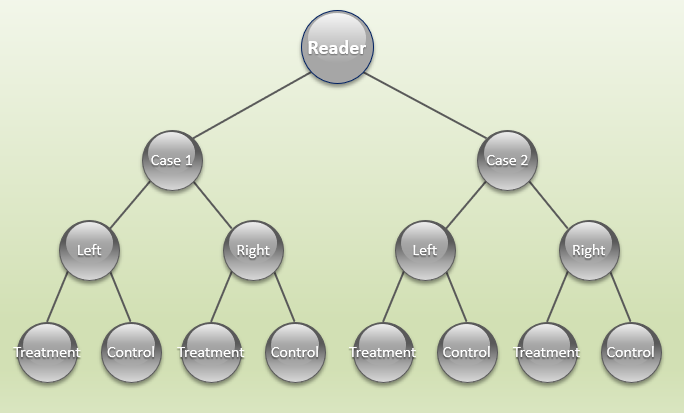 Reader
Case 1
Case 2
Left
Right
Left
Right
Treatment
Control
Treatment
Control
Treatment
Control
Treatment
Control